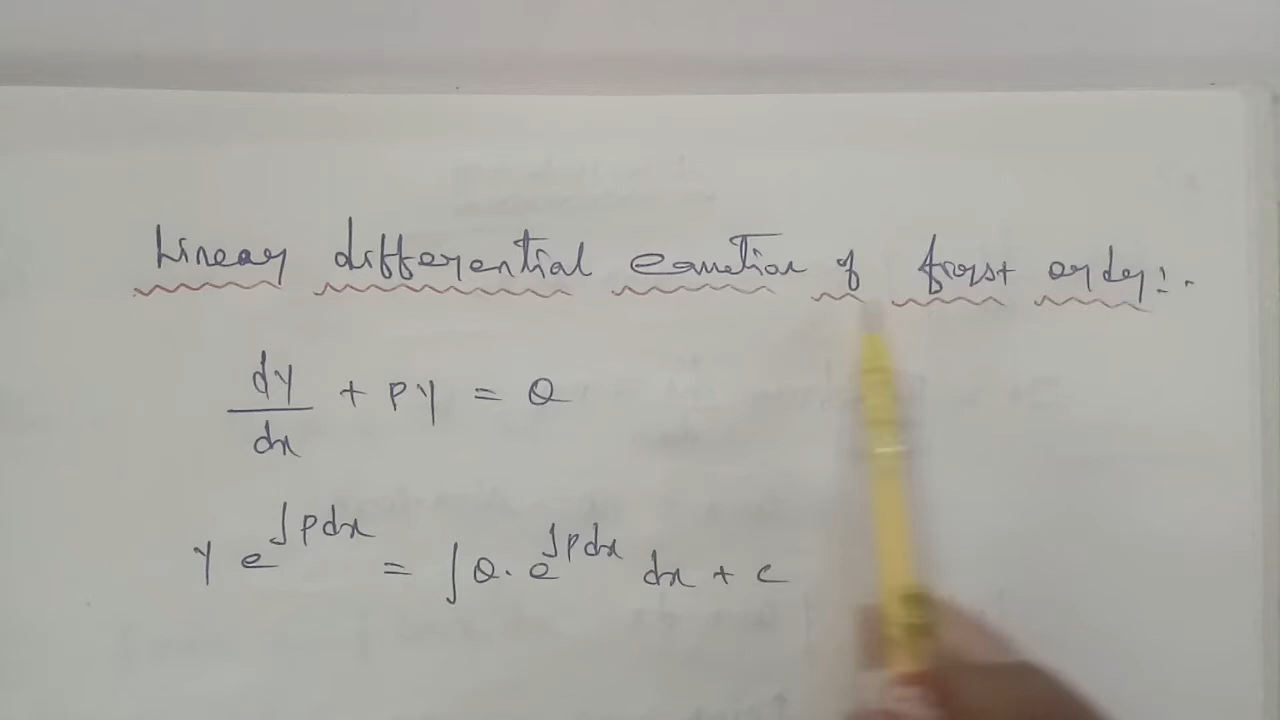 Linear differential equation of first order:-
dy/dx + Py = Q
y e^∫Pdx = ∫Q. e^∫Pdx dx + c